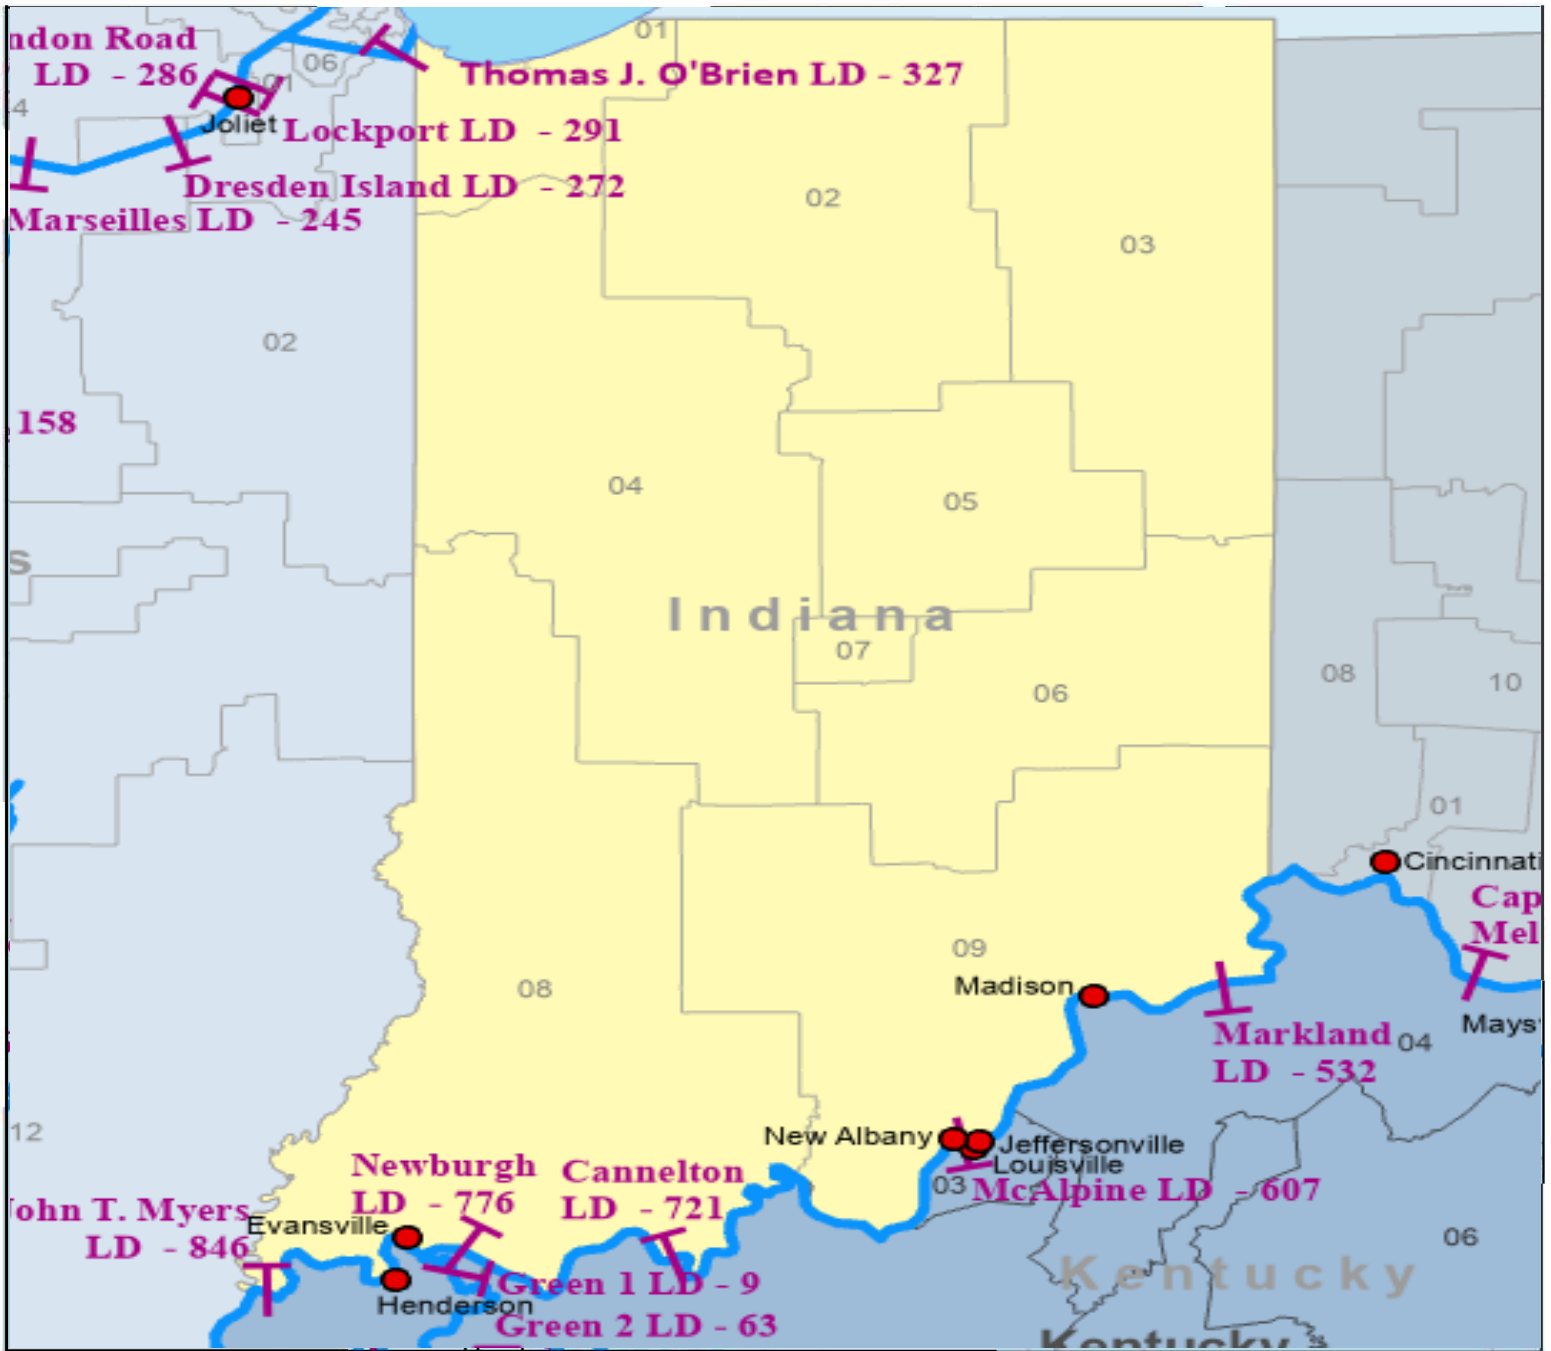 01
ndon Road
LD - 286
06
01
Thomas J. O'Brien LD - 327
4
Joliet
Lockport LD - 291
Dresden Island LD - 272
Marseilles LD - 245
02
03
02
158
04
05
s
Indiana
07
06
08
10
01
Cincinnati
Cap
Mel
09
Madison
08
Mays
Markland
LD - 532
04
12
New Albany
Jeffersonville
Louisville
03
McAlpine LD - 607
Newburgh
LD - 776
Cannelton
LD - 721
John T. Myers
LD - 846
Evansville
06
Kentucky
Green 1 LD - 9
Henderson
Green 2 LD - 63
Kentucky